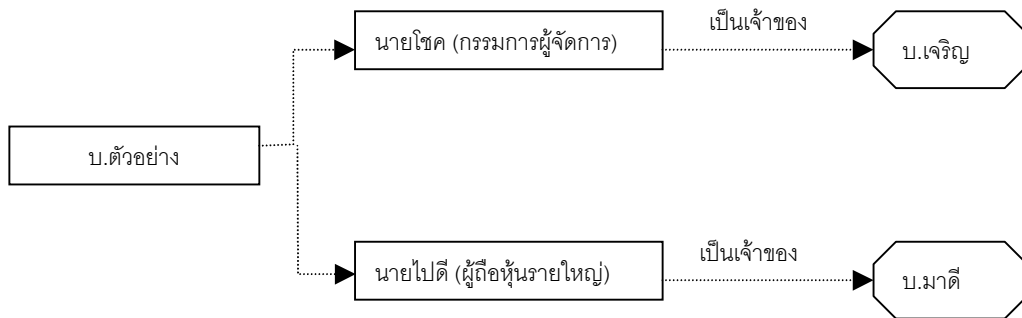 เป็นเจ้าของ
นายโชค (กรรมการผู้จัดการ)
บ.เจริญ
บ.ตัวอย่าง
เป็นเจ้าของ
นายไปดี (ผู้ถือหุ้นรายใหญ่)
บ.มาดี